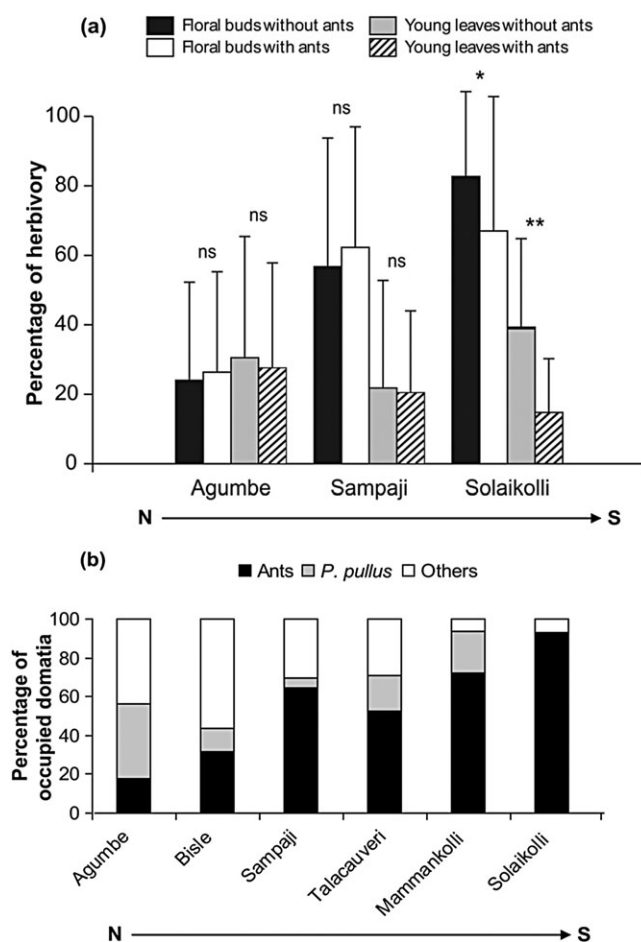 (a)
Floral buds without ants Young leaves without ants
Floral buds with ants Young leaves with ants
Percentage of herbivory
100
80
60
40
20
0
ns
ns
ns
ns
*
**
Agumbe Sampaji Solaikolli
N S
(b)
Ants P. pullus Others
Percentage of
occupied domatia
100
80
60
40
20
0
Agumbe
Bisle
Sampaji
Talacauveri
Mammankolli
Solaikolli
N S